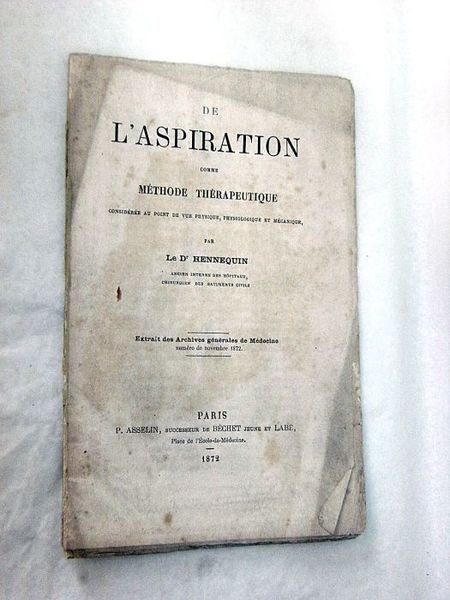 DE
L'ASPIRATION
COMME
MÉTHODE THÉRAPEUTIQUE
CONSIDÉRÉE AU POINT DE VUE PHYSIQUE, PHYSIOLOGIQUE ET MÉCANIQUE,
PAR
Le Dr HENNEQUIN
ANCIEN INTERNE DES HÔPITAUX,
CHIRURGIEN DES BATIMENTS CIVILS
Extrait des Archives générales de Médecine
numéro de novembre 1872.
PARIS
P. ASSELIN, SUCCESSEUR DE BÉCHET JEUNE ET LABÉ,
Place de l'École-de-Médecine.
1872